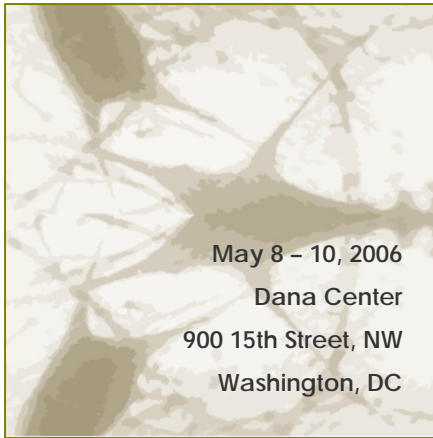 May 8 – 10, 2006
Dana Center
900 15th Street, NW
Washington, DC